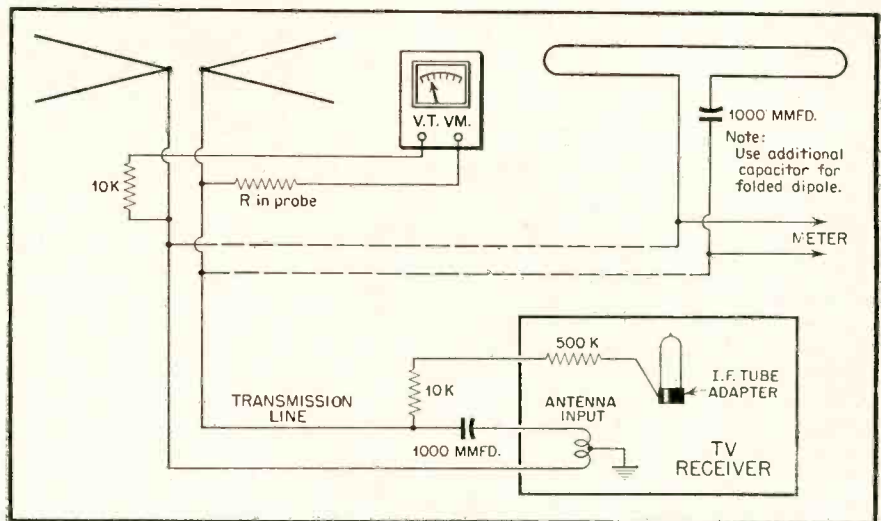 V.T. VM.
10K
R in probe
1000 MMFD.
Note:
Use additional
capacitor for
folded dipole.
METER
500 K
10K
I.F. TUBE
ADAPTER
TRANSMISSION
LINE
ANTENNA
INPUT
1000 MMFD.
TV
RECEIVER